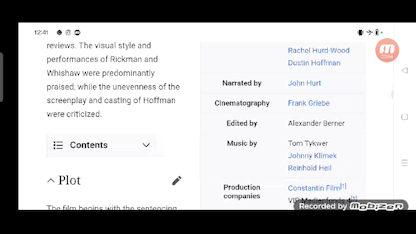 12:41
reviews. The visual style and
performances of Rickman and
Whishaw were predominantly
praised, while the unevenness of the
screenplay and casting of Hoffman
were criticized.
Contents
Plot
The film begins with the sentencing
Rachel Hurd-Wood
Dustin Hoffman
Narrated by John Hurt
Cinematography Frank Griebe
Edited by Alexander Berner
Music by Tom Tykwer
Johnny Klimek
Reinhold Heil
Production Constantin Film[1]
companies
Recorded by mobizen